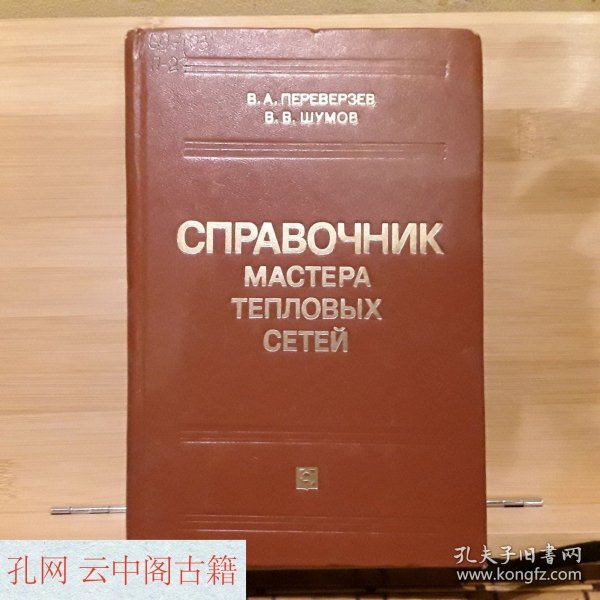 В. А. ПЕРЕВЕРЗЕВ
В. В. ШУМОВ
СПРАВОЧНИК
МАСТЕРА
ТЕПЛОВЫХ
СЕТЕЙ
孔网 云中阁古籍
孔夫子旧书网
www.kongfz.com